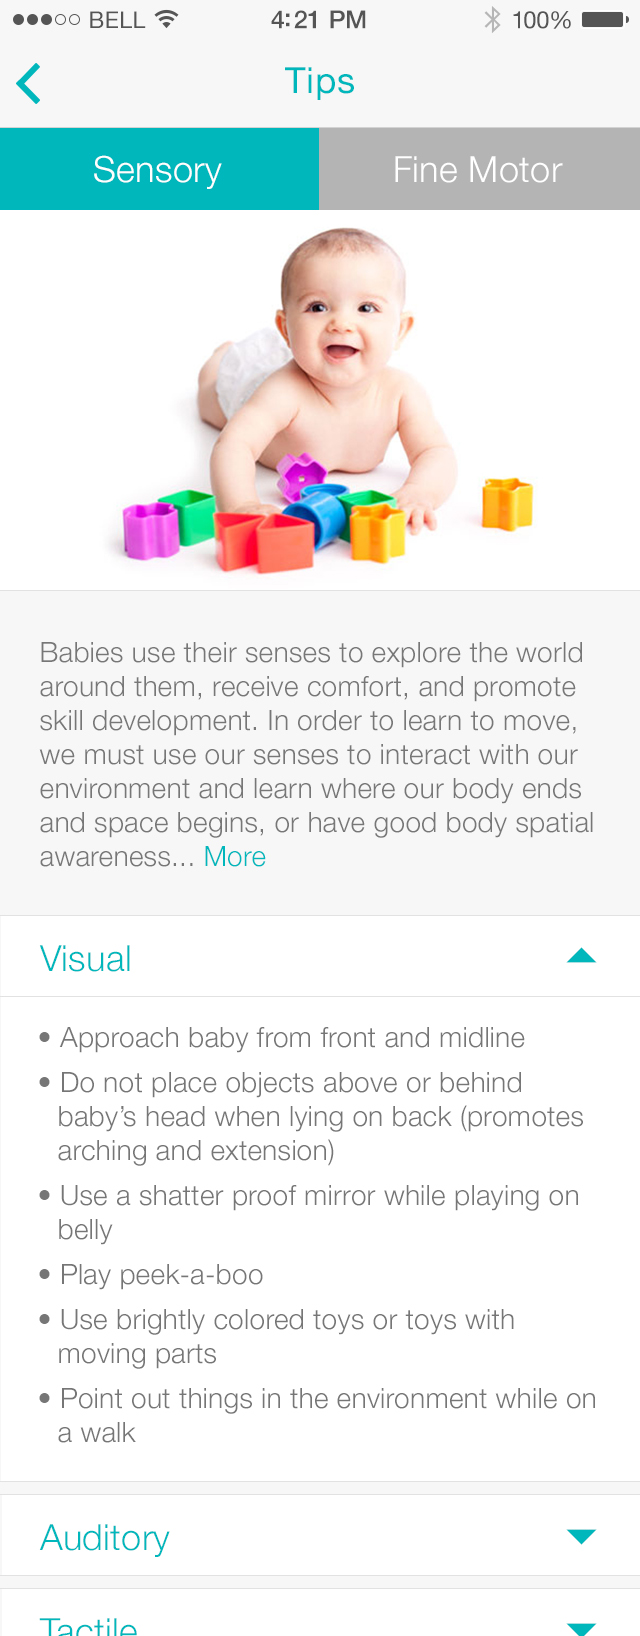 BELL 4:21 PM 100%
Tips
Sensory Fine Motor
Babies use their senses to explore the world
around them, receive comfort, and promote
skill development. In order to learn to move,
we must use our senses to interact with our
environment and learn where our body ends
and space begins, or have good body spatial
awareness... More
Visual
• Approach baby from front and midline
• Do not place objects above or behind
baby’s head when lying on back (promotes
arching and extension)
• Use a shatter proof mirror while playing on
belly
• Play peek-a-boo
• Use brightly colored toys or toys with
moving parts
• Point out things in the environment while on
a walk
Auditory
Tactile